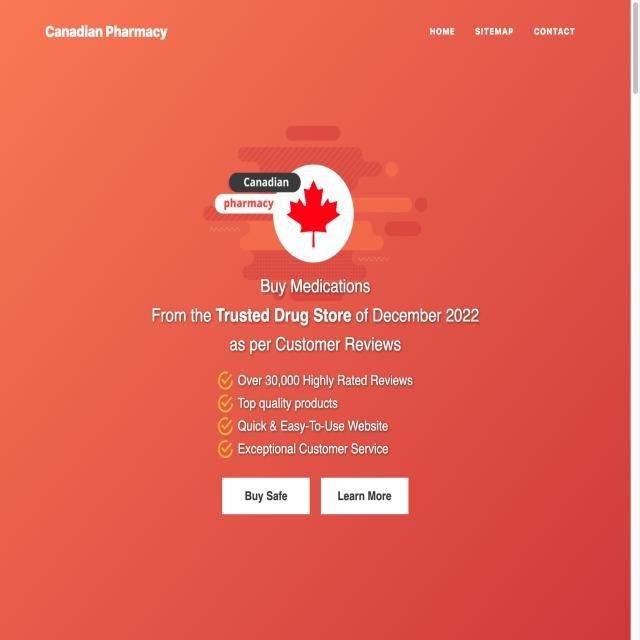 Canadian Pharmacy
HOME SITEMAP CONTACT
Canadian
pharmacy
Buy Medications
From the Trusted Drug Store of December 2022
as per Customer Reviews
Over 30,000 Highly Rated Reviews
Top quality products
Quick & Easy-To-Use Website
Exceptional Customer Service
Buy Safe
Learn More